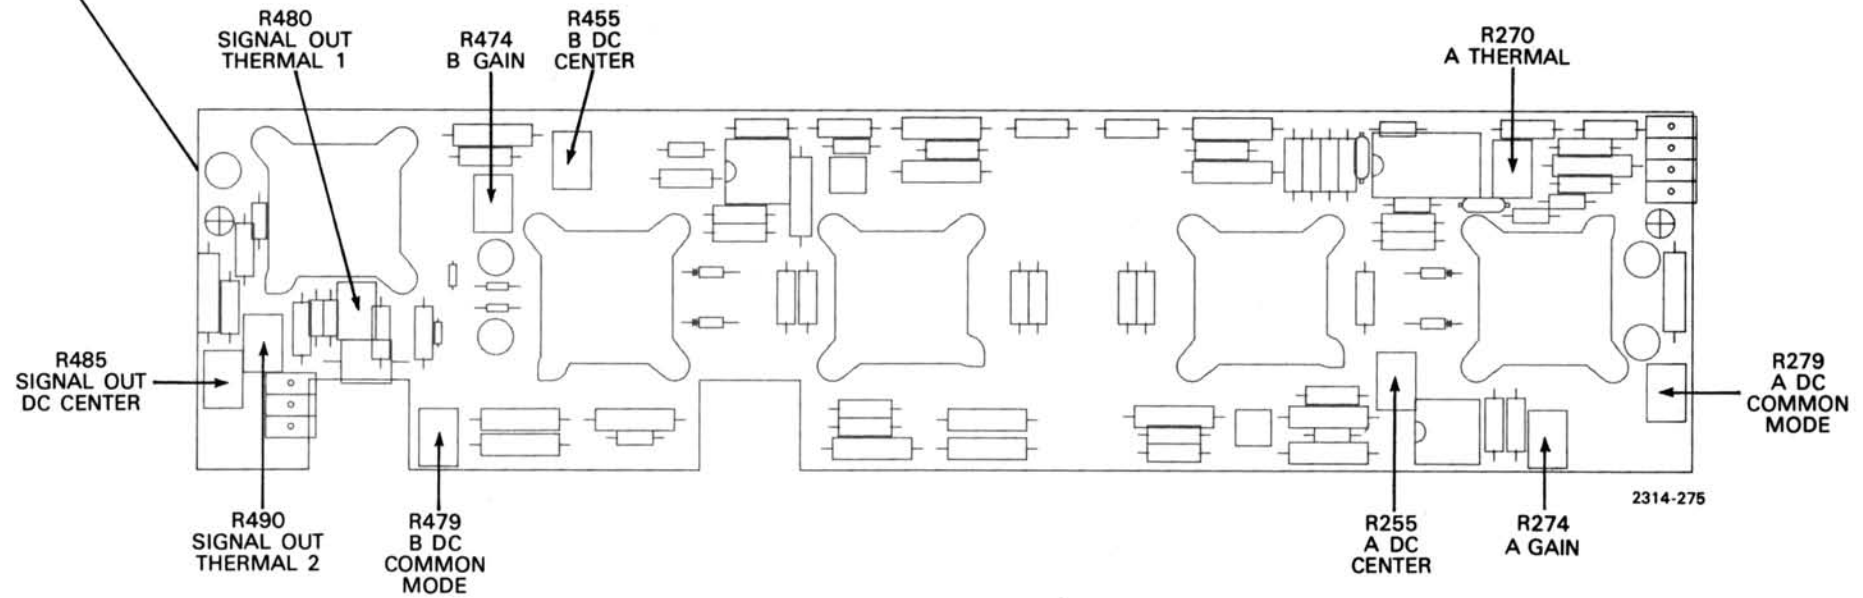 R480
SIGNAL OUT
THERMAL 1
R474
B GAIN
R455
B DC
CENTER
R270
A THERMAL
R485
SIGNAL OUT
DC CENTER
R279
A DC
COMMON
MODE
2314-275
R490
SIGNAL OUT
THERMAL 2
R479
B DC
COMMON
MODE
R255
A DC
CENTER
R274
A GAIN